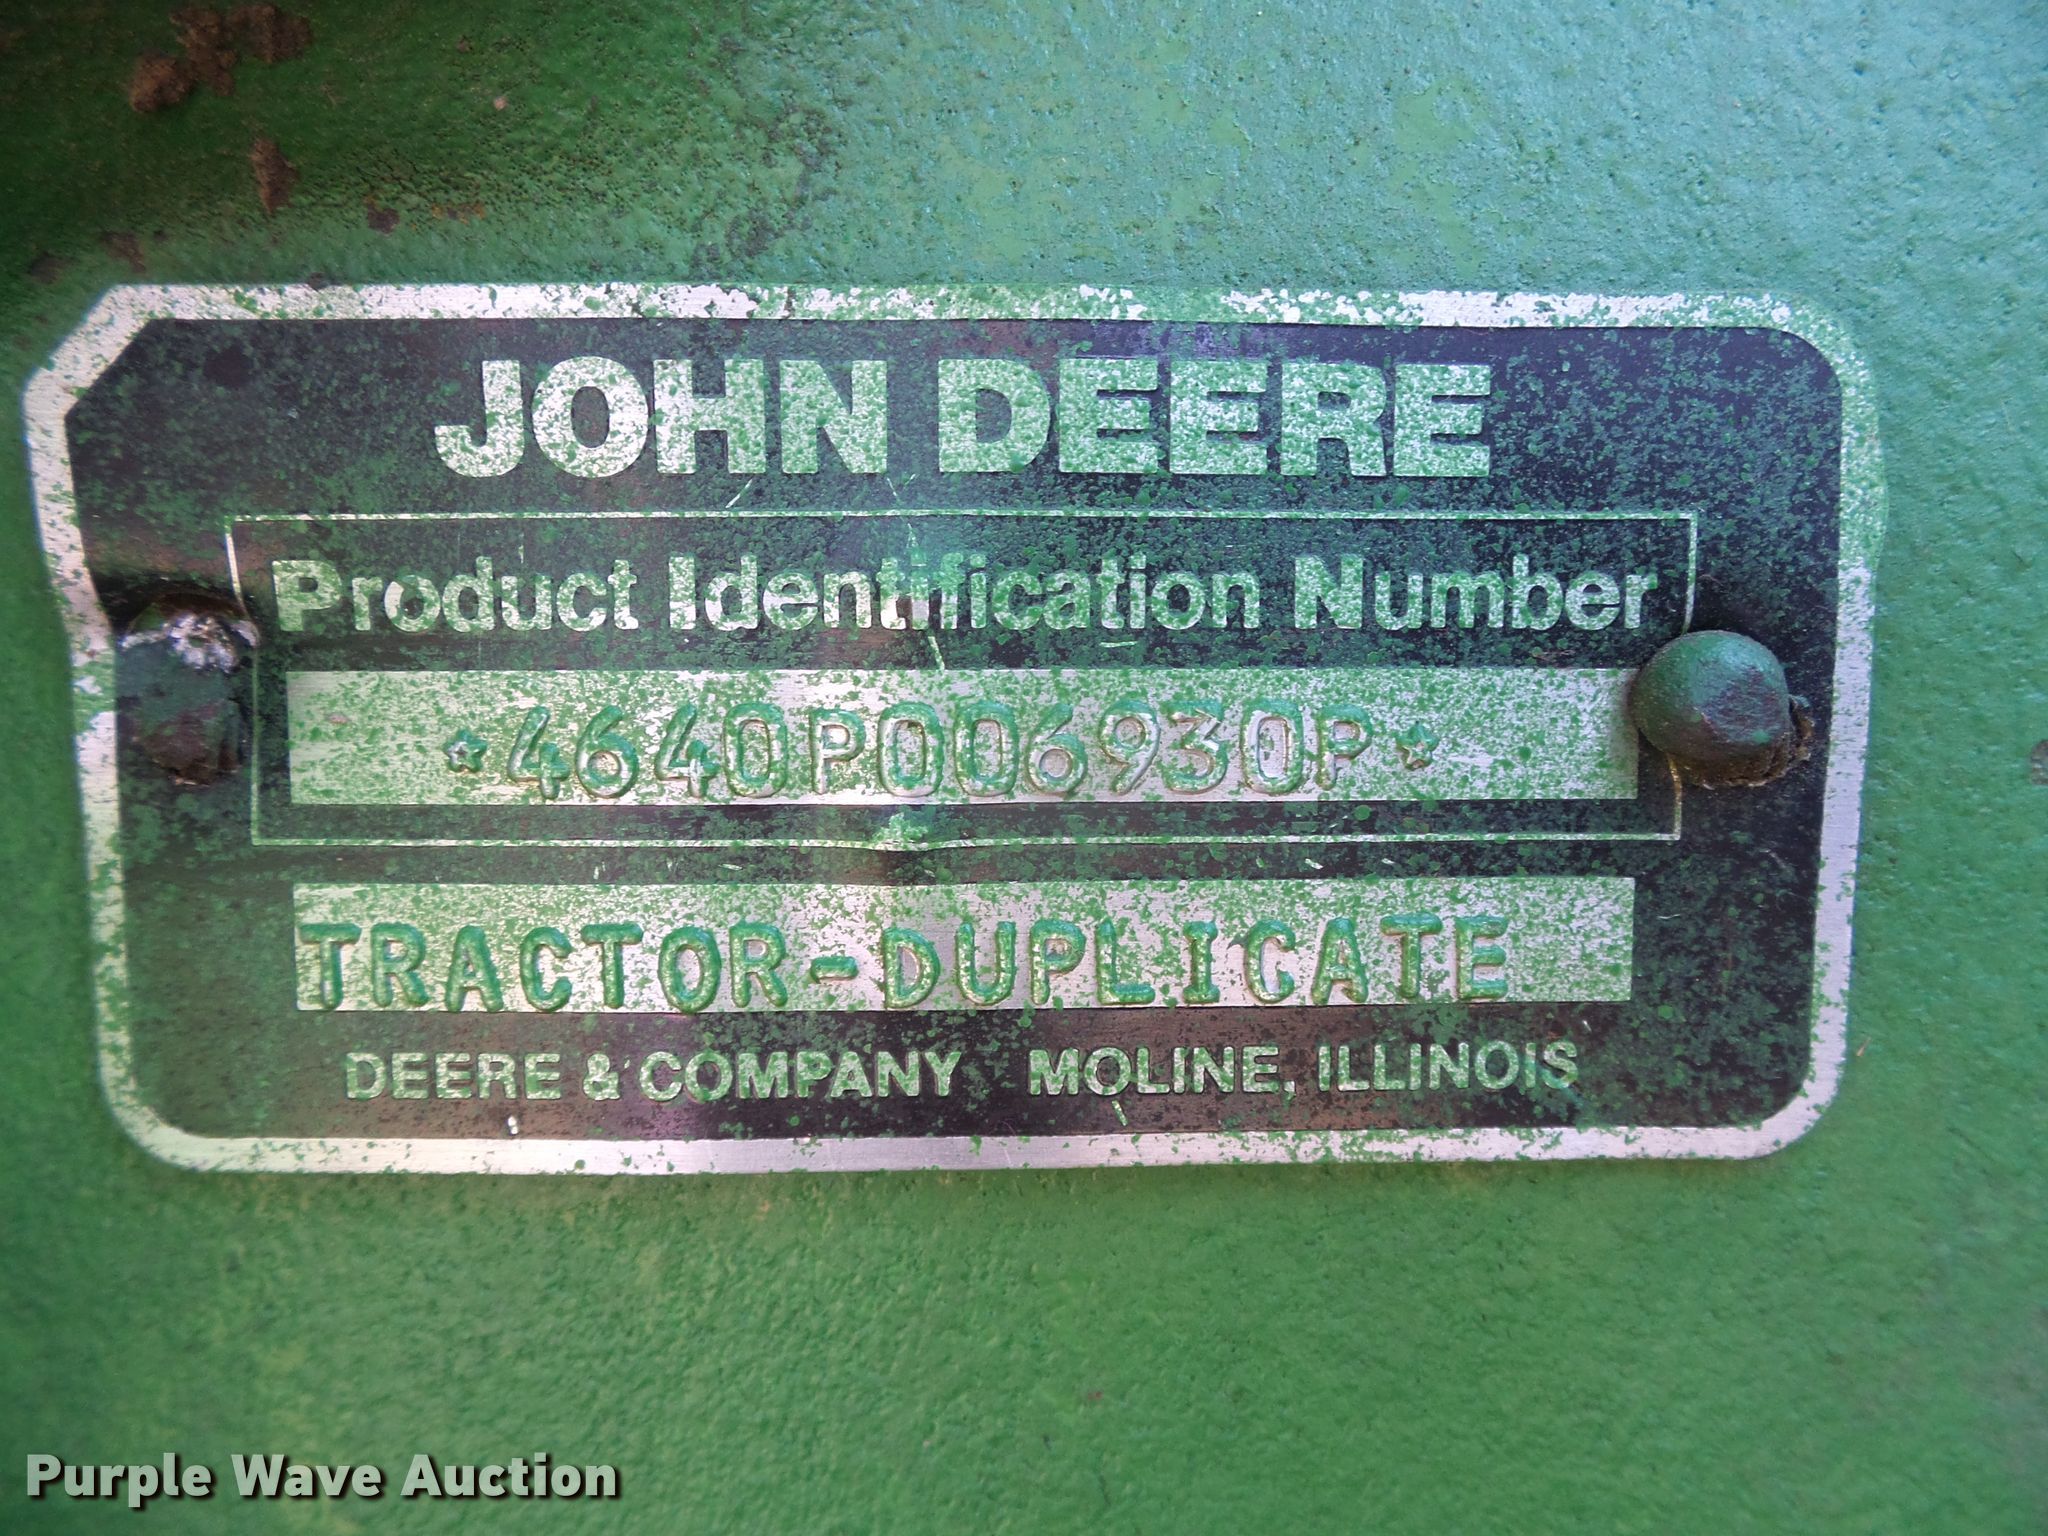 JOHN DEERE
Product Identification Number
*4640P006930P*
TRACTOR-DUPLICATE
DEERE & COMPANY MOLINE, ILLINOIS
Purple Wave Auction